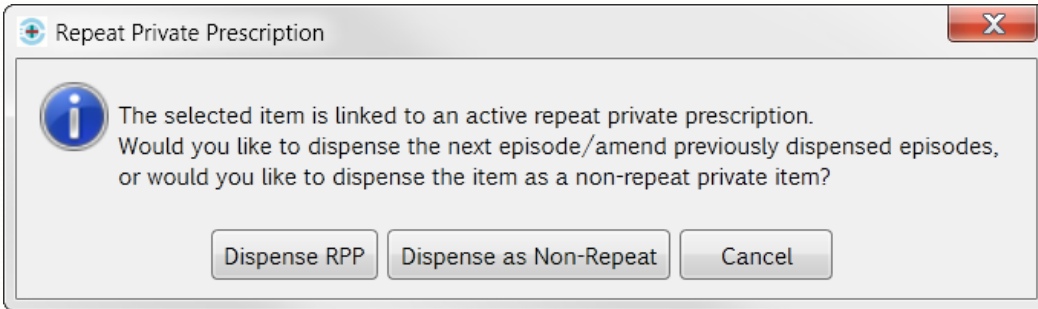 Repeat Private Prescription
The selected item is linked to an active repeat private prescription.
Would you like to dispense the next episode/amend previously dispensed episodes,
or would you like to dispense the item as a non-repeat private item?
Dispense RPP
Dispense as Non-Repeat
Cancel